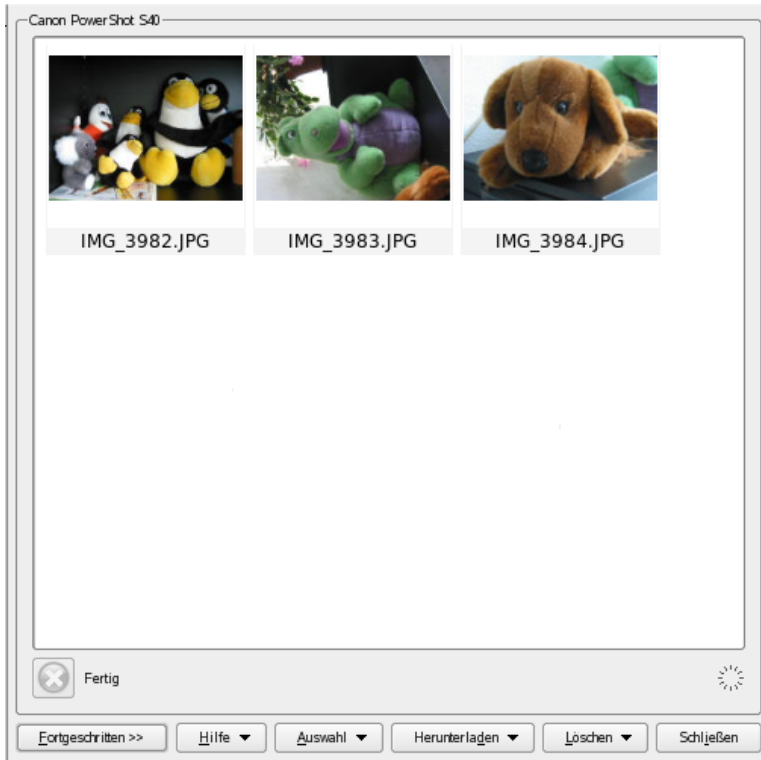 Canon PowerShot S40
IMG_3982.JPG IMG_3983.JPG IMG_3984.JPG
Fertig
Fortgeschritten >> Hilfe Auswahl Herunterladen Löschen Schließen